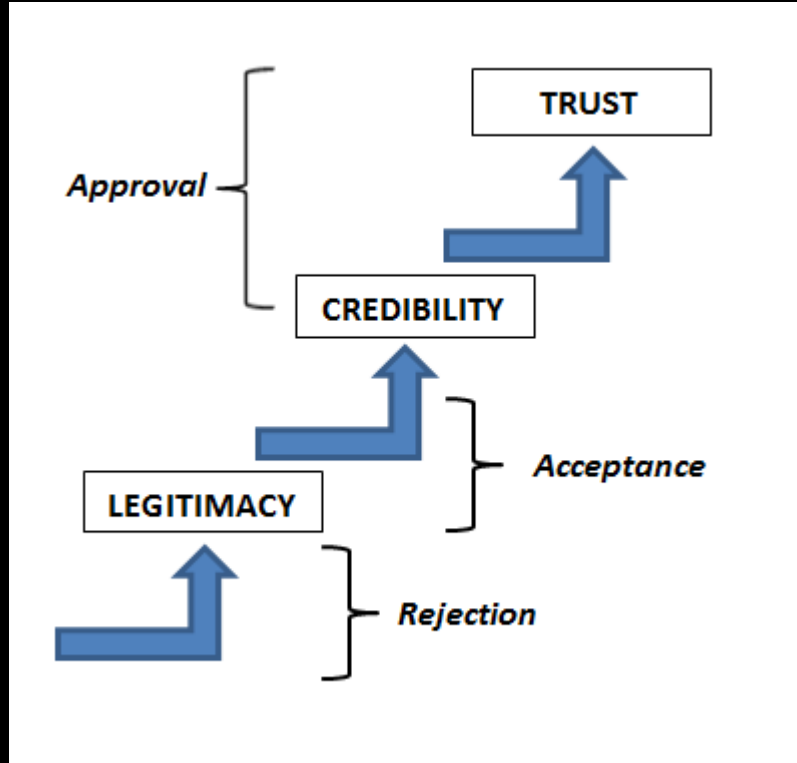 TRUST
Approval
CREDIBILITY
Acceptance
LEGITIMACY
Rejection